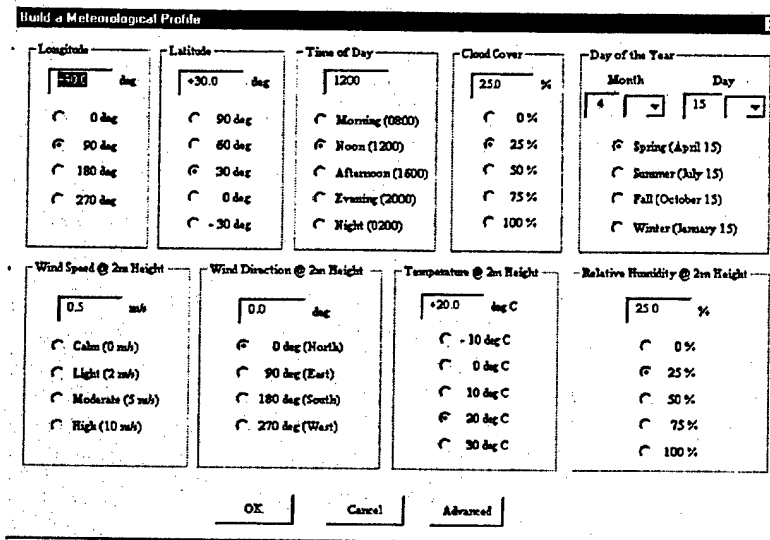 Build a Meteorological Profile
Longitude
deg
0 deg
90 deg
180 deg
270 deg
Latitude
+30.0 deg
90 deg
60 deg
30 deg
0 deg
- 30 deg
Time of Day
1200
Morning (0800)
Noon (1200)
Afternoon (1600)
Evening (2000)
Night (0200)
Cloud Cover
25.0 %
0 %
25 %
50 %
75 %
100 %
Day of the Year
Month Day
4 15
Spring (April 15)
Summer (July 15)
Fall (October 15)
Winter (January 15)
Wind Speed @ 2m Height
0.5 m/s
Calm (0 m/s)
Light (2 m/s)
Moderate (5 m/s)
High (10 m/s)
Wind Direction @ 2m Height
0.0 deg
0 deg (North)
90 deg (East)
180 deg (South)
270 deg (West)
Temperature @ 2m Height
+20.0 deg C
- 10 deg C
0 deg C
10 deg C
20 deg C
30 deg C
Relative Humidity @ 2m Height
25.0 %
0 %
25 %
50 %
75 %
100 %
OK Cancel Advanced